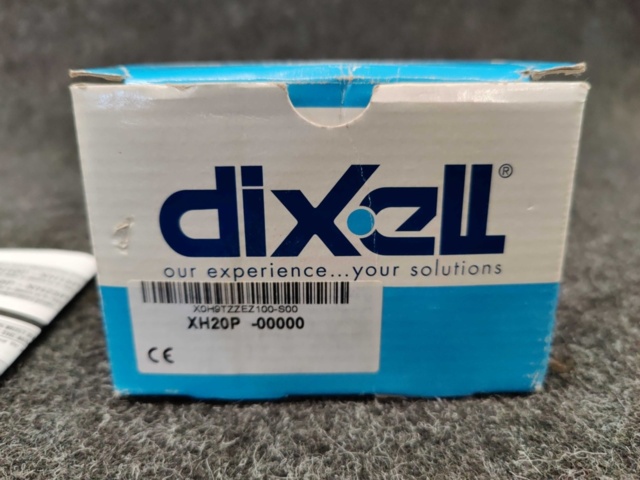 dixell®
our experience...your solutions
X0H9TZZEZ100-S00
XH20P -00000
CE